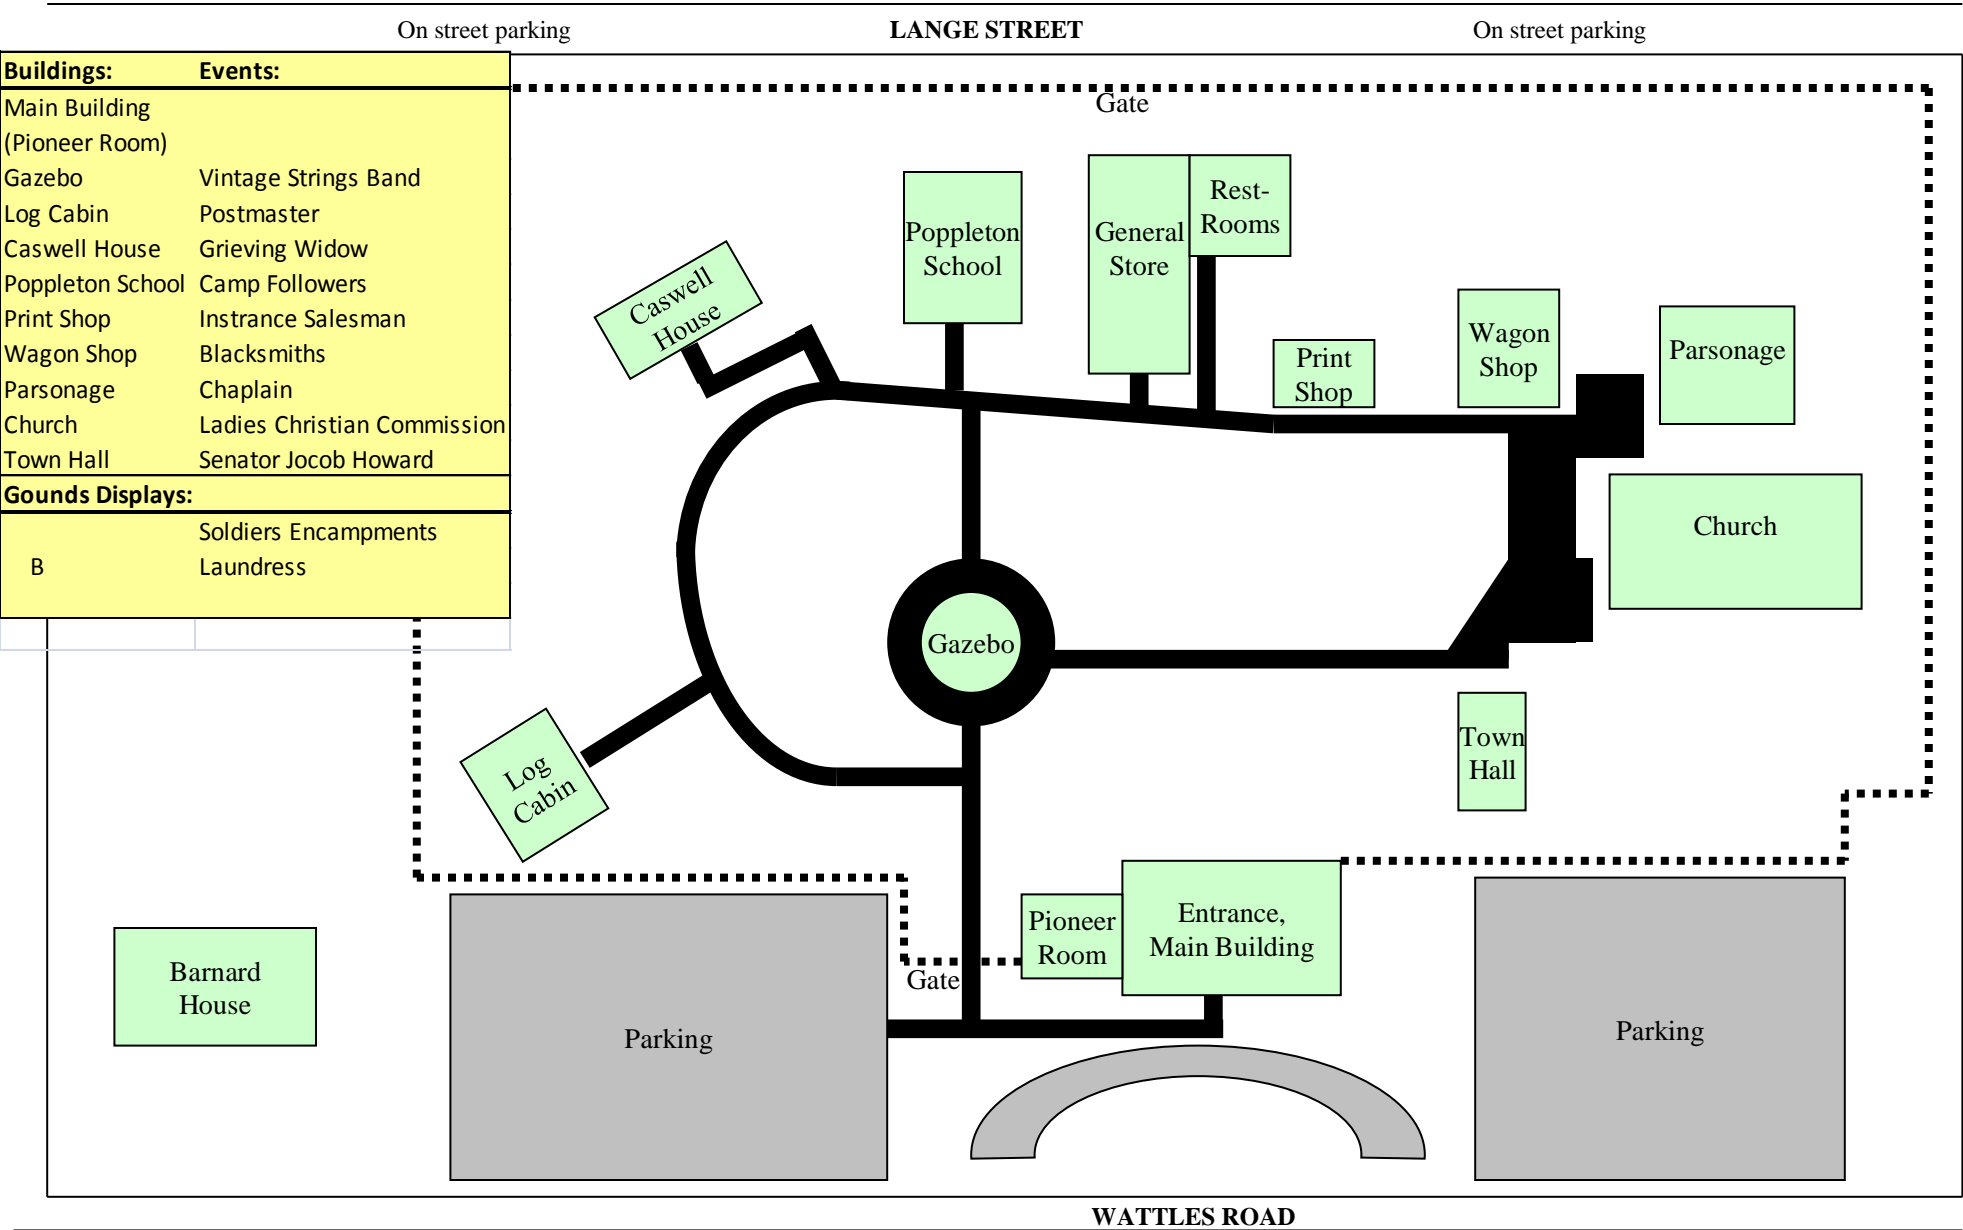 On street parking LANGE STREET On street parking
Buildings: Events:
Main Building
(Pioneer Room)
Gazebo Vintage Strings Band
Log Cabin Postmaster
Caswell House Grieving Widow
Poppleton School Camp Followers
Print Shop Instrance Salesman
Wagon Shop Blacksmiths
Parsonage Chaplain
Church Ladies Christian Commission
Town Hall Senator Jocob Howard
Gounds Displays:
Soldiers Encampments
B Laundress
Gate
Caswell
House
Poppleton
School
General
Store
Rest-
Rooms
Print
Shop
Wagon
Shop
Parsonage
Church
Gazebo
Log
Cabin
Town
Hall
Barnard
House
Parking
Gate
Pioneer
Room
Entrance,
Main Building
Parking
WATTLES ROAD